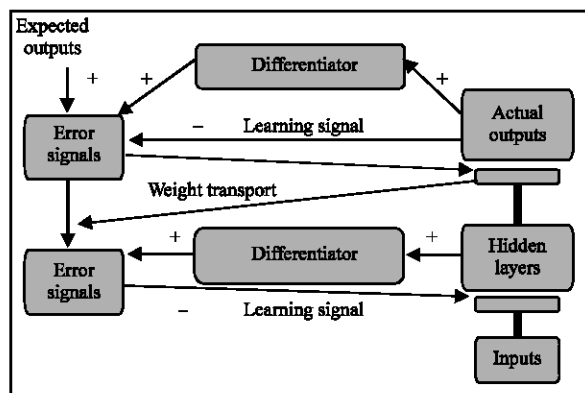 Expected
outputs
+
+
Differentiator
+
Actual
outputs
Error
signals
− Learning signal
Weight transport
Error
signals
+
Differentiator
+
Hidden
layers
− Learning signal
Inputs